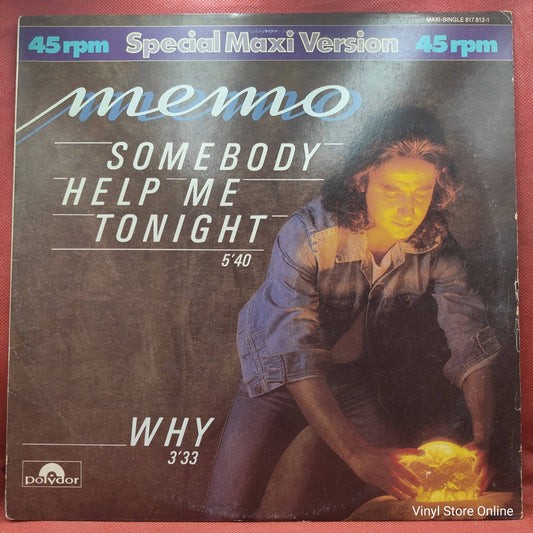 MAXI-SINGLE 817 813-1
45 rpm Special Maxi Version 45 rpm
memo
SOMEBODY
HELP ME
TONIGHT
5'40
WHY
3'33
polydor
Vinyl Store Online